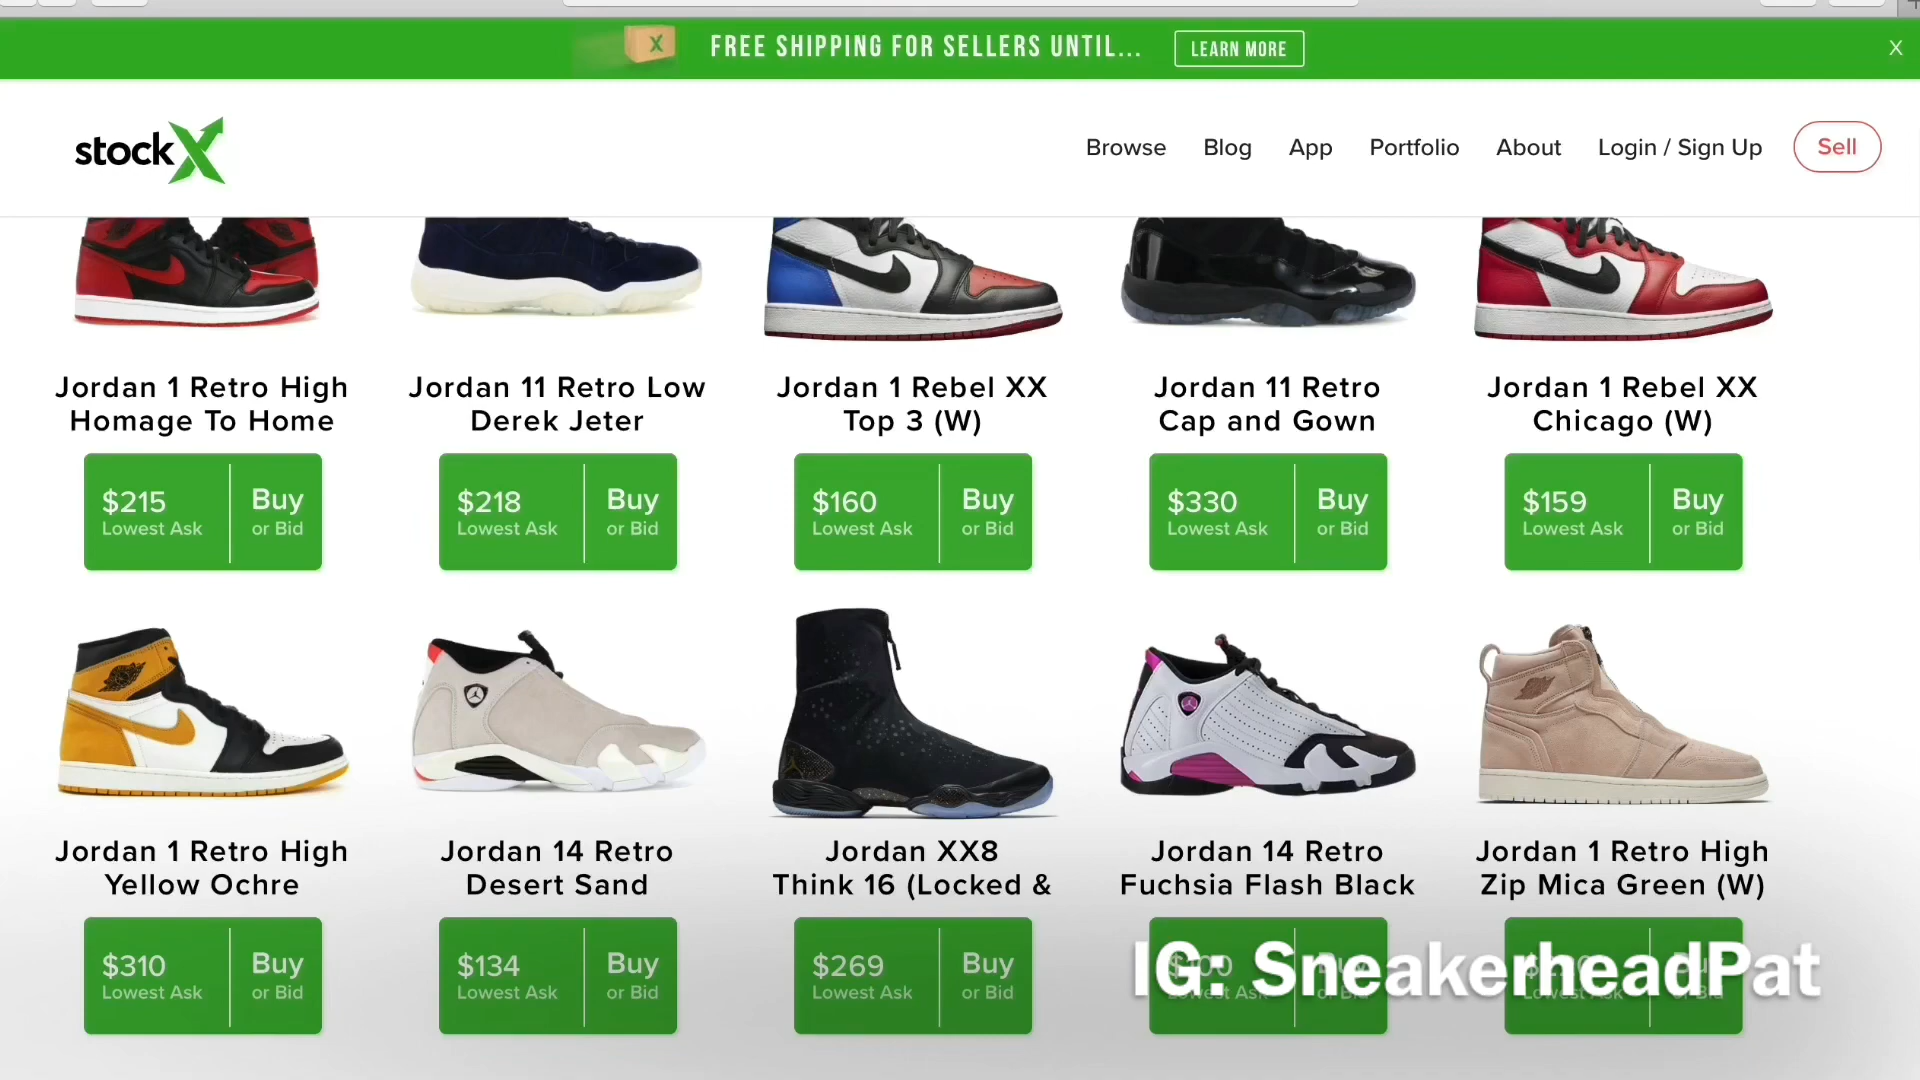 X
FREE SHIPPING FOR SELLERS UNTIL...
LEARN MORE
X
stockX
Browse
Blog
App
Portfolio
About
Login / Sign Up
Sell
Jordan 1 Retro High
Homage To Home
Jordan 11 Retro Low
Derek Jeter
Jordan 1 Rebel XX
Top 3 (W)
Jordan 11 Retro
Cap and Gown
Jordan 1 Rebel XX
Chicago (W)
$215
Lowest Ask
Buy
or Bid
$218
Lowest Ask
Buy
or Bid
$160
Lowest Ask
Buy
or Bid
$330
Lowest Ask
Buy
or Bid
$159
Lowest Ask
Buy
or Bid
Jordan 1 Retro High
Yellow Ochre
Jordan 14 Retro
Desert Sand
Jordan XX8
Think 16 (Locked &
Jordan 14 Retro
Fuchsia Flash Black
Jordan 1 Retro High
Zip Mica Green (W)
$310
Lowest Ask
Buy
or Bid
$134
Lowest Ask
Buy
or Bid
$269
Lowest Ask
Buy
or Bid
IG: SneakerheadPat